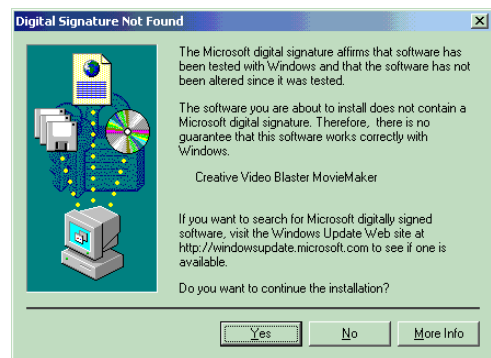 Digital Signature Not Found
The Microsoft digital signature affirms that software has
been tested with Windows and that the software has not
been altered since it was tested.
The software you are about to install does not contain a
Microsoft digital signature. Therefore, there is no
guarantee that this software works correctly with
Windows.
Creative Video Blaster MovieMaker
If you want to search for Microsoft digitally signed
software, visit the Windows Update Web site at
http://windowsupdate.microsoft.com to see if one is
available.
Do you want to continue the installation?
Yes No More Info